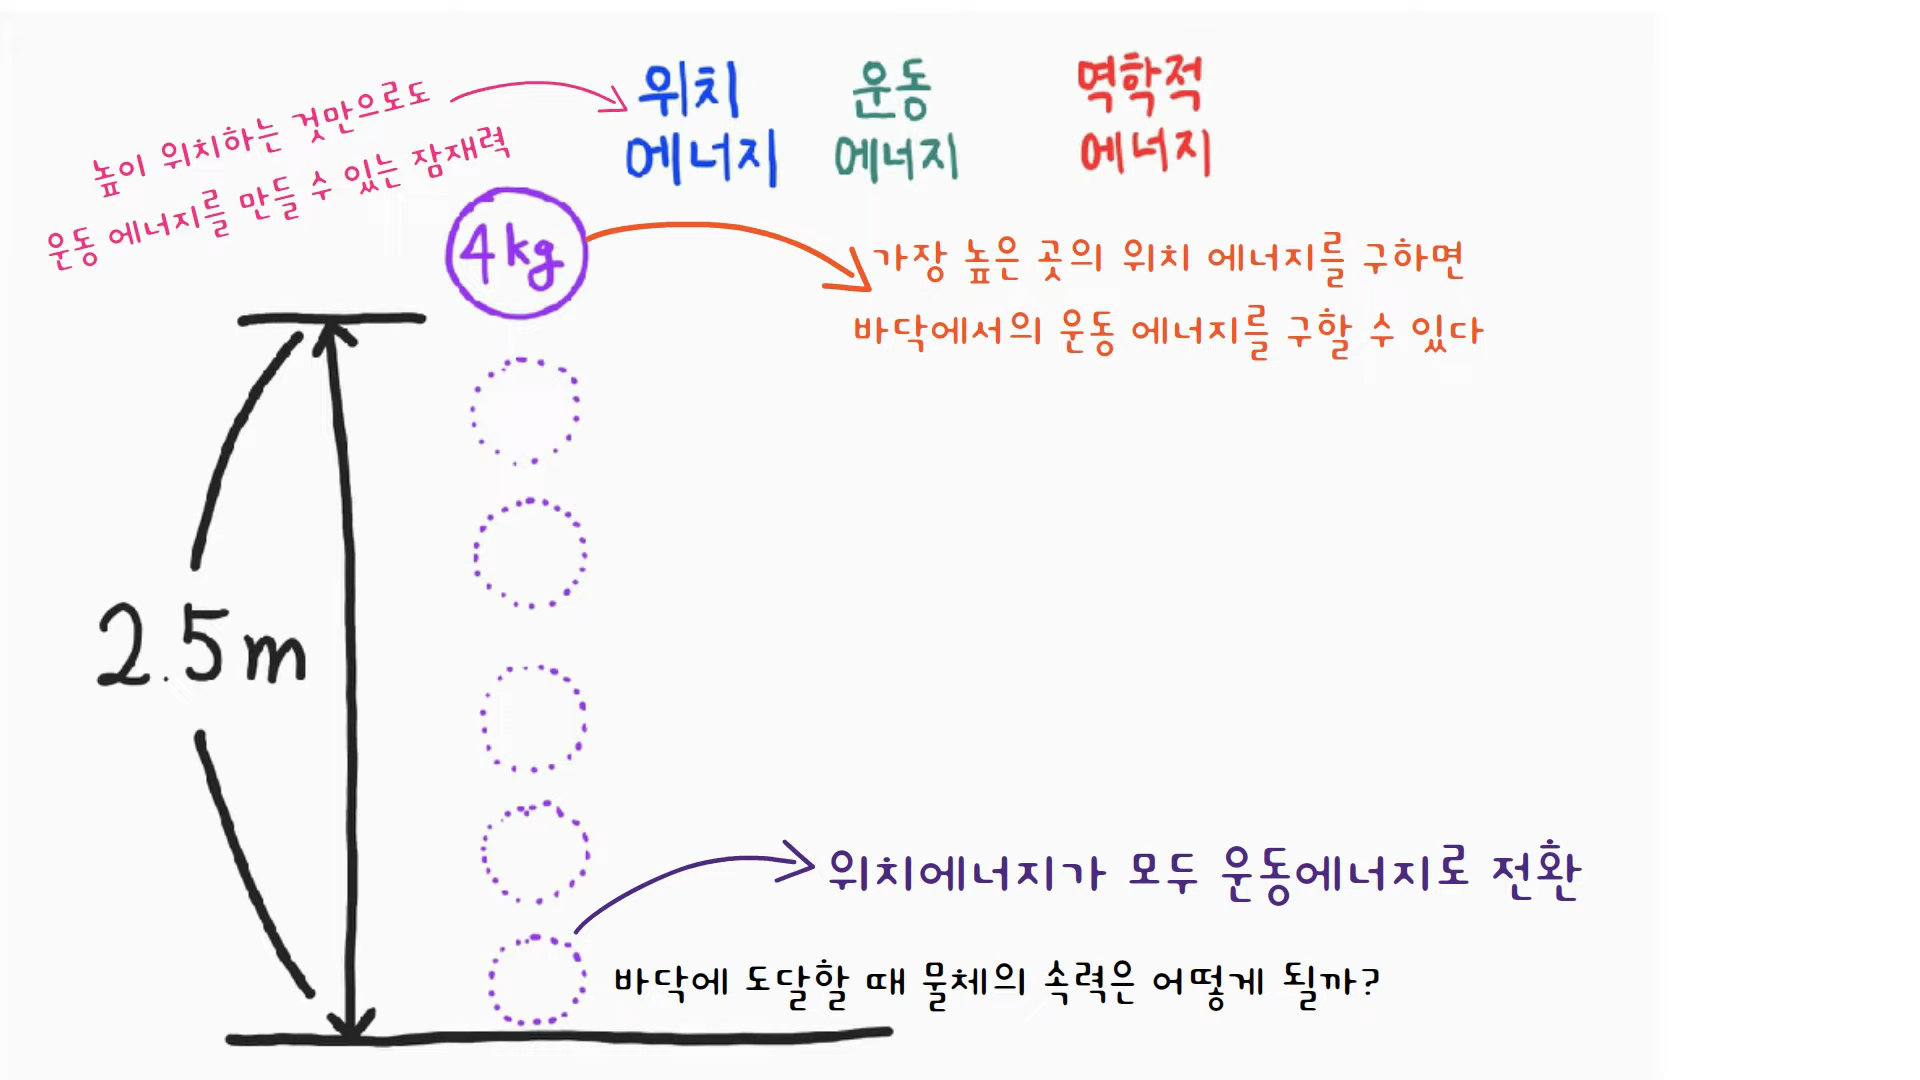 높이 위치하는 것만으로도
운동 에너지를 만들 수 있는 잠재력
위치
에너지
운동
에너지
역학적
에너지
4kg
가장 높은 곳의 위치 에너지를 구하면
바닥에서의 운동 에너지를 구할 수 있다
2.5m
위치에너지가 모두 운동에너지로 전환
바닥에 도달할 때 물체의 속력은 어떻게 될까?